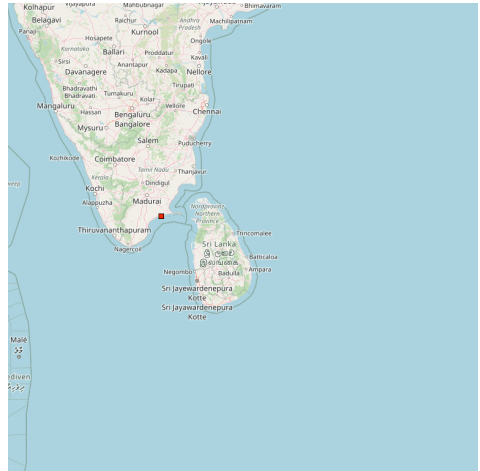 Kolhapur
Vijayapura
Mahbubnagar
Bhimavaram
Belagavi
Raichur
Andhra
Pradesh
Machilipatnam
Panaji
Kurnool
Hosapete
Ongole
Karnataka
Ballari
Proddatur
Kavali
Sirsi
Anantapur
Davanagere
Kadapa
Nellore
Bhadravathi
Bhadravati
Tumakuru
Tirupati
Kolar
Mangaluru
Hassan
Vellore
Bengaluru
Bangalore
Chennai
Mysuru
Salem
Puducherry
Kozhikode
Coimbatore
Tamil Nadu
Thanjavur
Kerala
Dindigul
Kochi
Alappuzha
Madurai
Nordprovinz
Northern
Province
Thiruvananthapuram
Trincomalee
Nagercoil
Sri Lanka
Batticaloa
Negombo
Badulla
Ampara
Sri Jayewardenepura
Kotte
Sri Jayawardenepura
Kotte
Malé